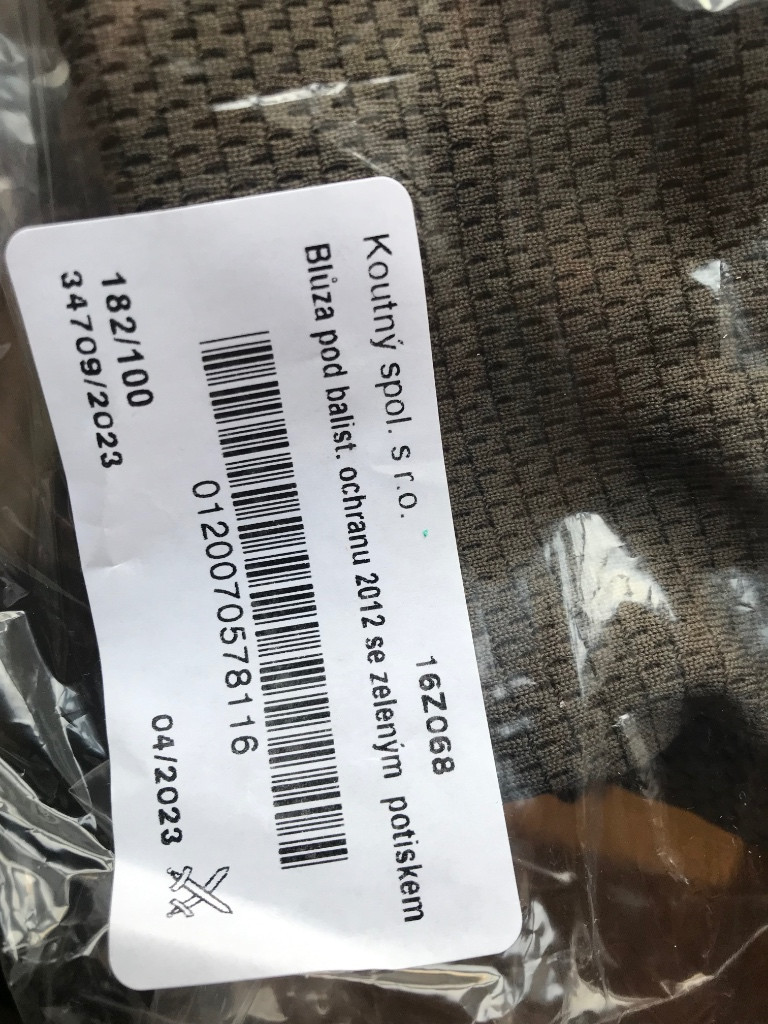 Koutný spol. s r.o. 16Z068
Blůza pod balist. ochranu 2012 se zeleným potiskem
0120070578116
182/100
34709/2023 04/2023